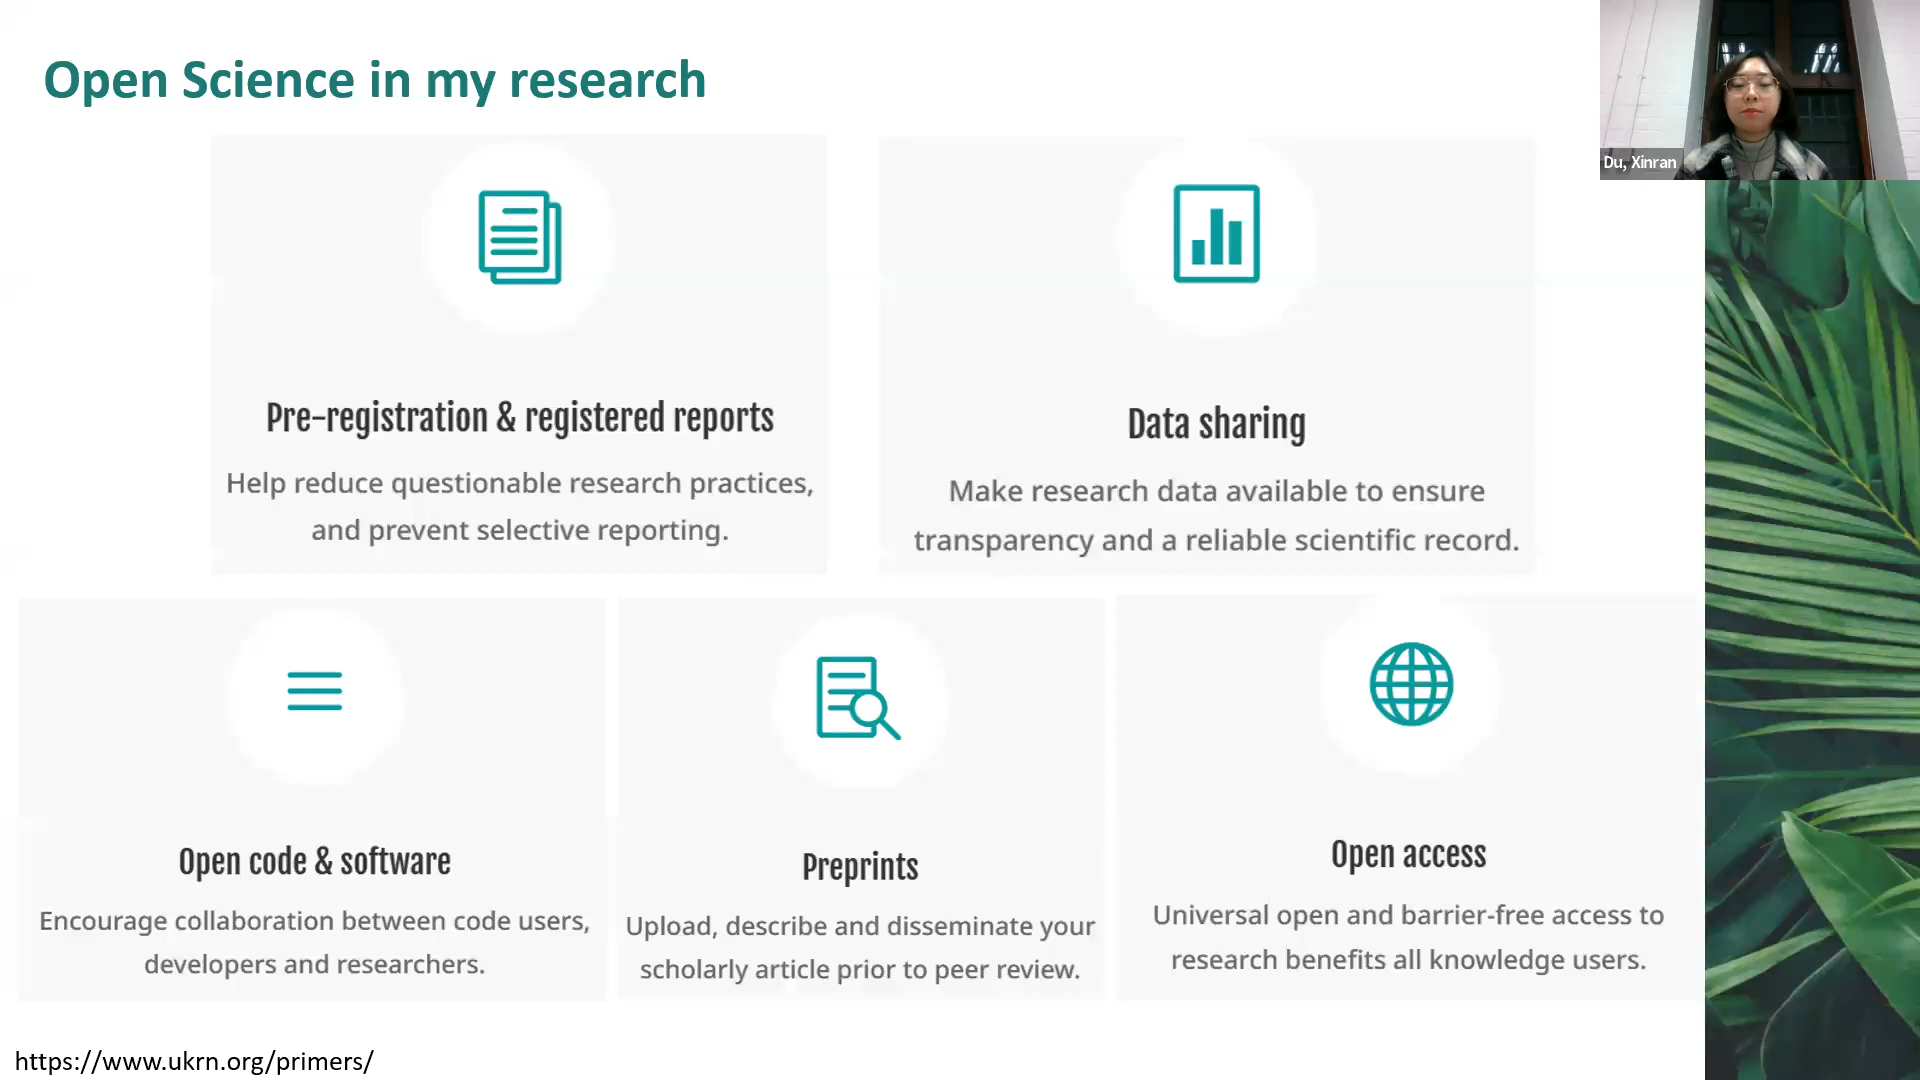 Open Science in my research
Du, Xinran
Pre-registration & registered reports
Help reduce questionable research practices,
and prevent selective reporting.
Data sharing
Make research data available to ensure
transparency and a reliable scientific record.
Open code & software
Encourage collaboration between code users,
developers and researchers.
Preprints
Upload, describe and disseminate your
scholarly article prior to peer review.
Open access
Universal open and barrier-free access to
research benefits all knowledge users.
https://www.ukrn.org/primers/